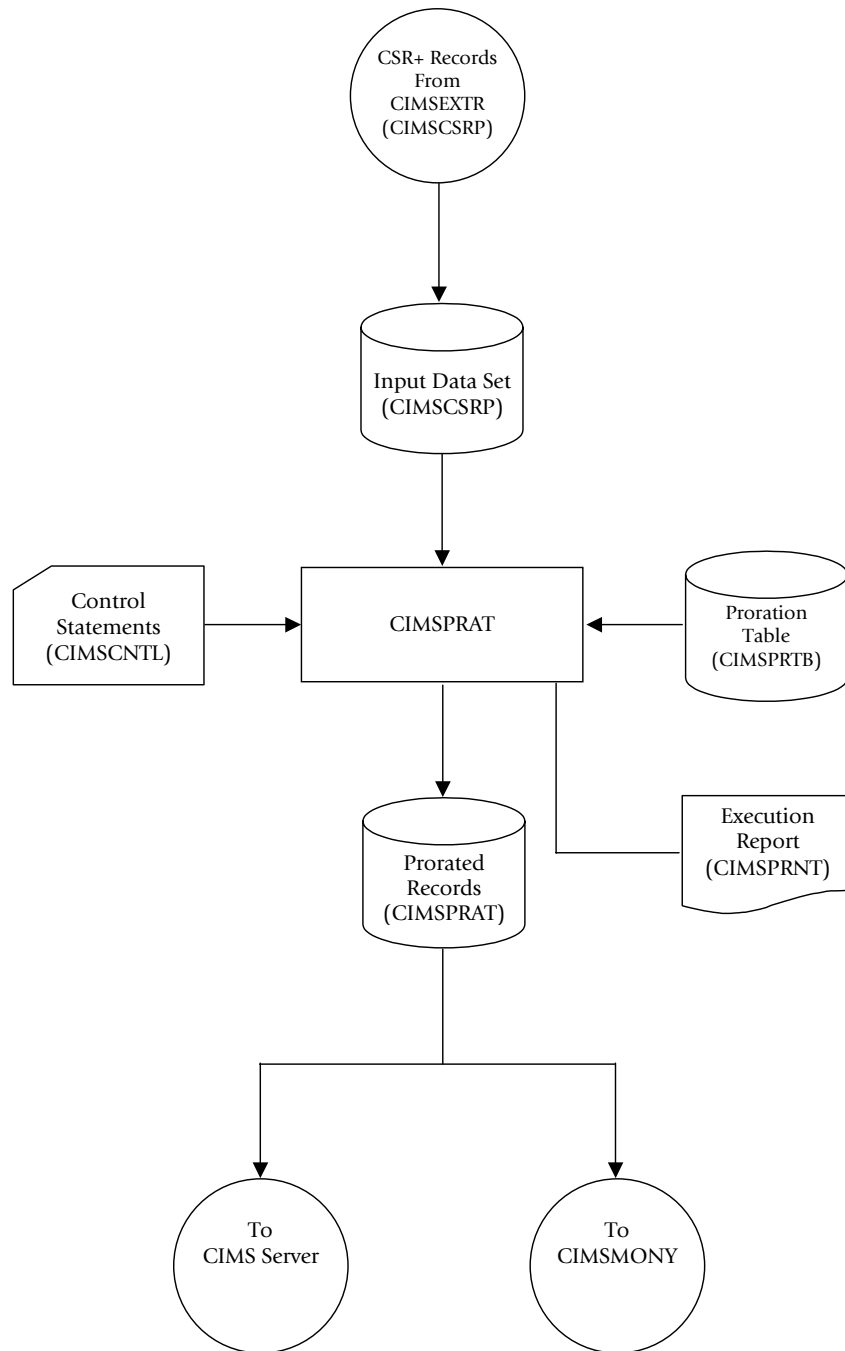 CSR+ Records
From
CIMSEXTR
(CIMSCSRP)
Input Data Set
(CIMSCSRP)
Control
Statements
(CIMSCNTL)
CIMSPRAT
Proration
Table
(CIMSPRTB)
Execution
Report
(CIMSPRNT)
Prorated
Records
(CIMSPRAT)
To
CIMS Server
To
CIMSMONY